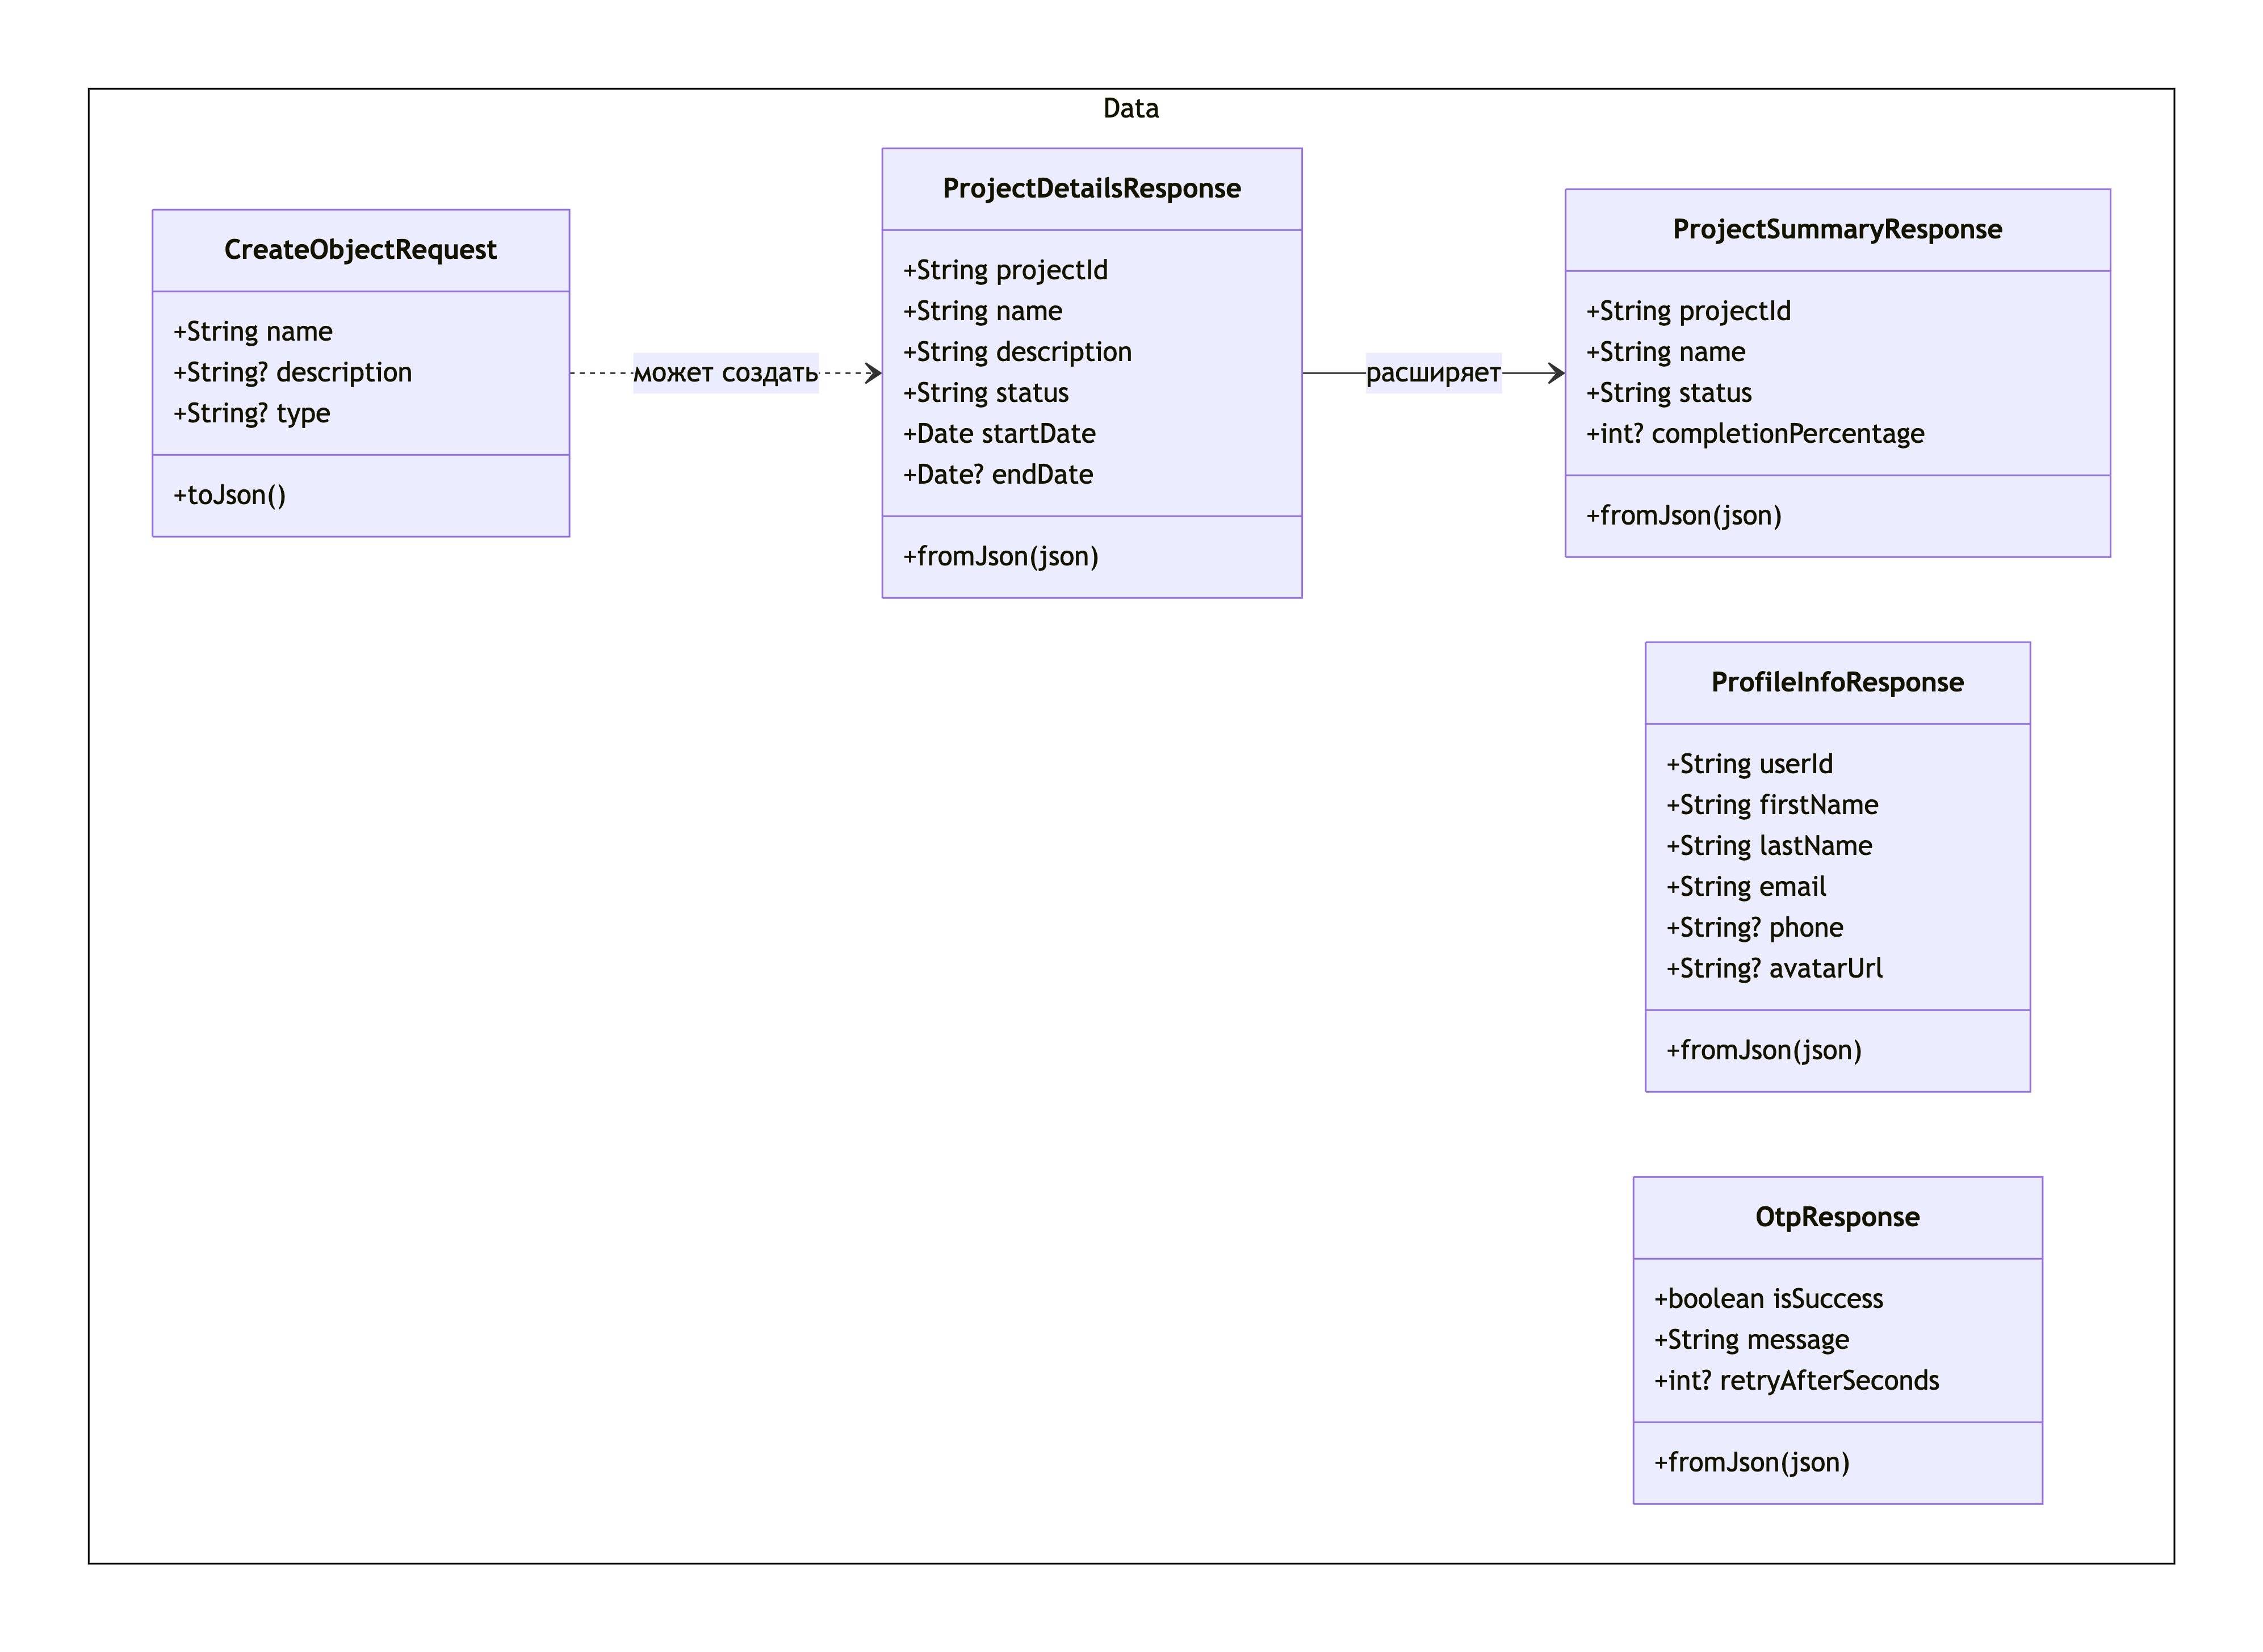 Data
CreateObjectRequest
+String name
+String? description
+String? type
+toJson()
может создать
ProjectDetailsResponse
+String projectId
+String name
+String description
+String status
+Date startDate
+Date? endDate
+fromJson(json)
расширяет
ProjectSummaryResponse
+String projectId
+String name
+String status
+int? completionPercentage
+fromJson(json)
ProfileInfoResponse
+String userId
+String firstName
+String lastName
+String email
+String? phone
+String? avatarUrl
+fromJson(json)
OtpResponse
+boolean isSuccess
+String message
+int? retryAfterSeconds
+fromJson(json)